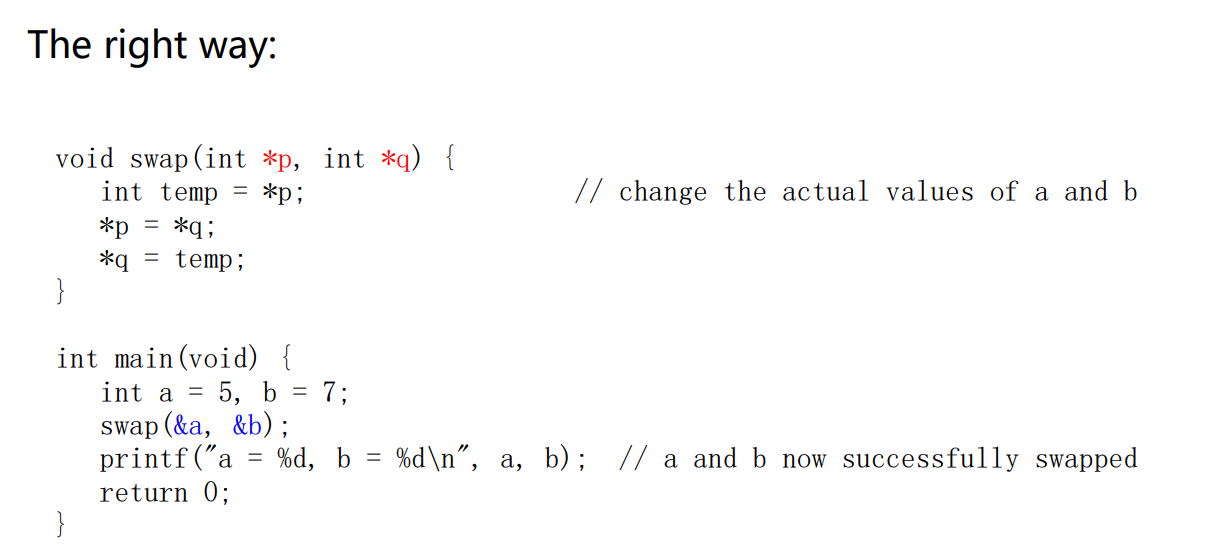 The right way:
void swap(int *p, int *q) {
int temp = *p; // change the actual values of a and b
*p = *q;
*q = temp;
}
int main(void) {
int a = 5, b = 7;
swap(&a, &b);
printf("a = %d, b = %d\n", a, b); // a and b now successfully swapped
return 0;
}